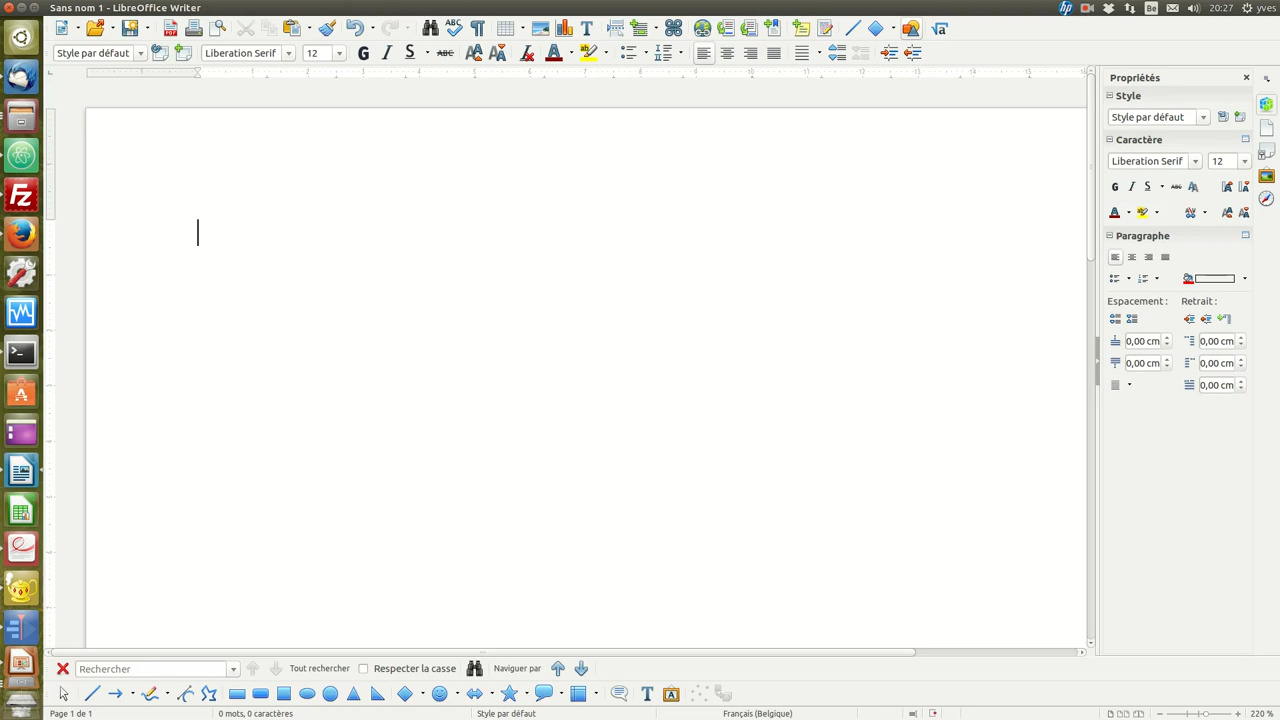 Sans nom 1 - LibreOffice Writer
Be
20:27
yves
Style par défaut
Liberation Serif
12
Propriétés
Style
Style par défaut
Caractère
Liberation Serif
12
Paragraphe
Espacement :
Retrait :
0,00 cm
0,00 cm
0,00 cm
0,00 cm
0,00 cm
Rechercher
Tout rechercher
Respecter la casse
Naviguer par
Page 1 de 1
0 mots, 0 caractères
Style par défaut
Français (Belgique)
220 %